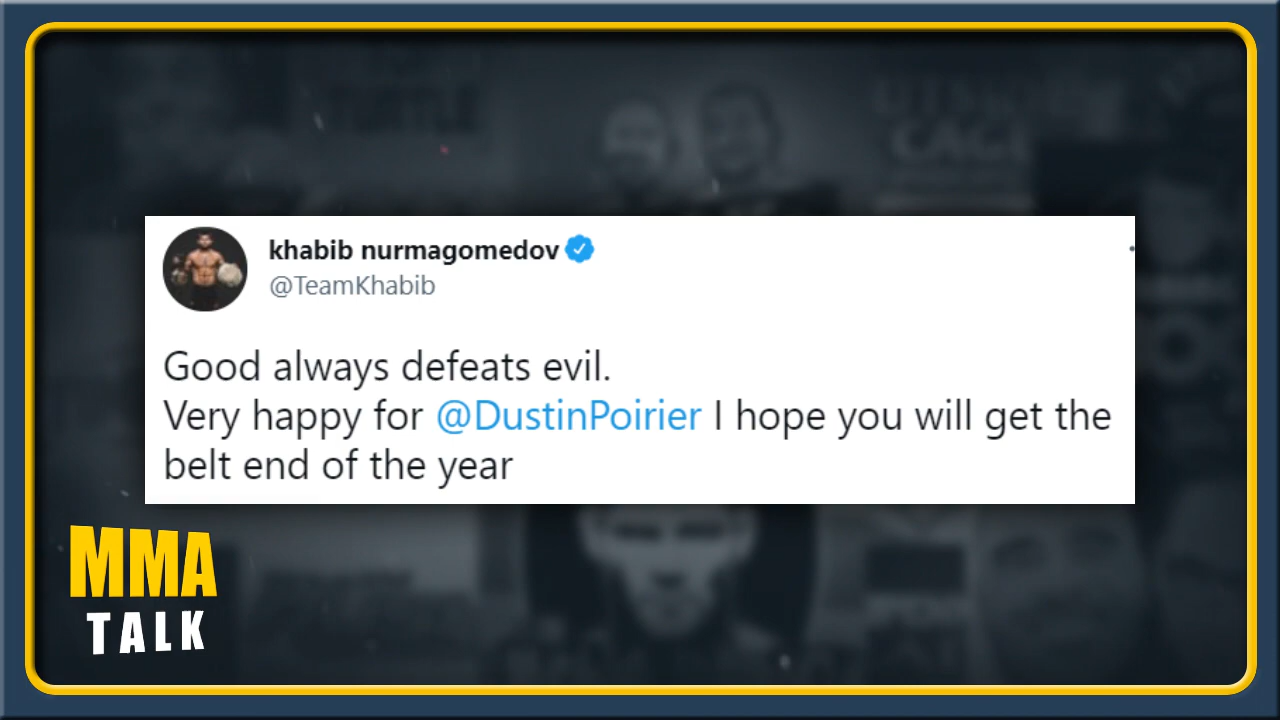 khabib nurmagomedov
@TeamKhabib
Good always defeats evil.
Very happy for @DustinPoirier I hope you will get the
belt end of the year
MMA
TALK